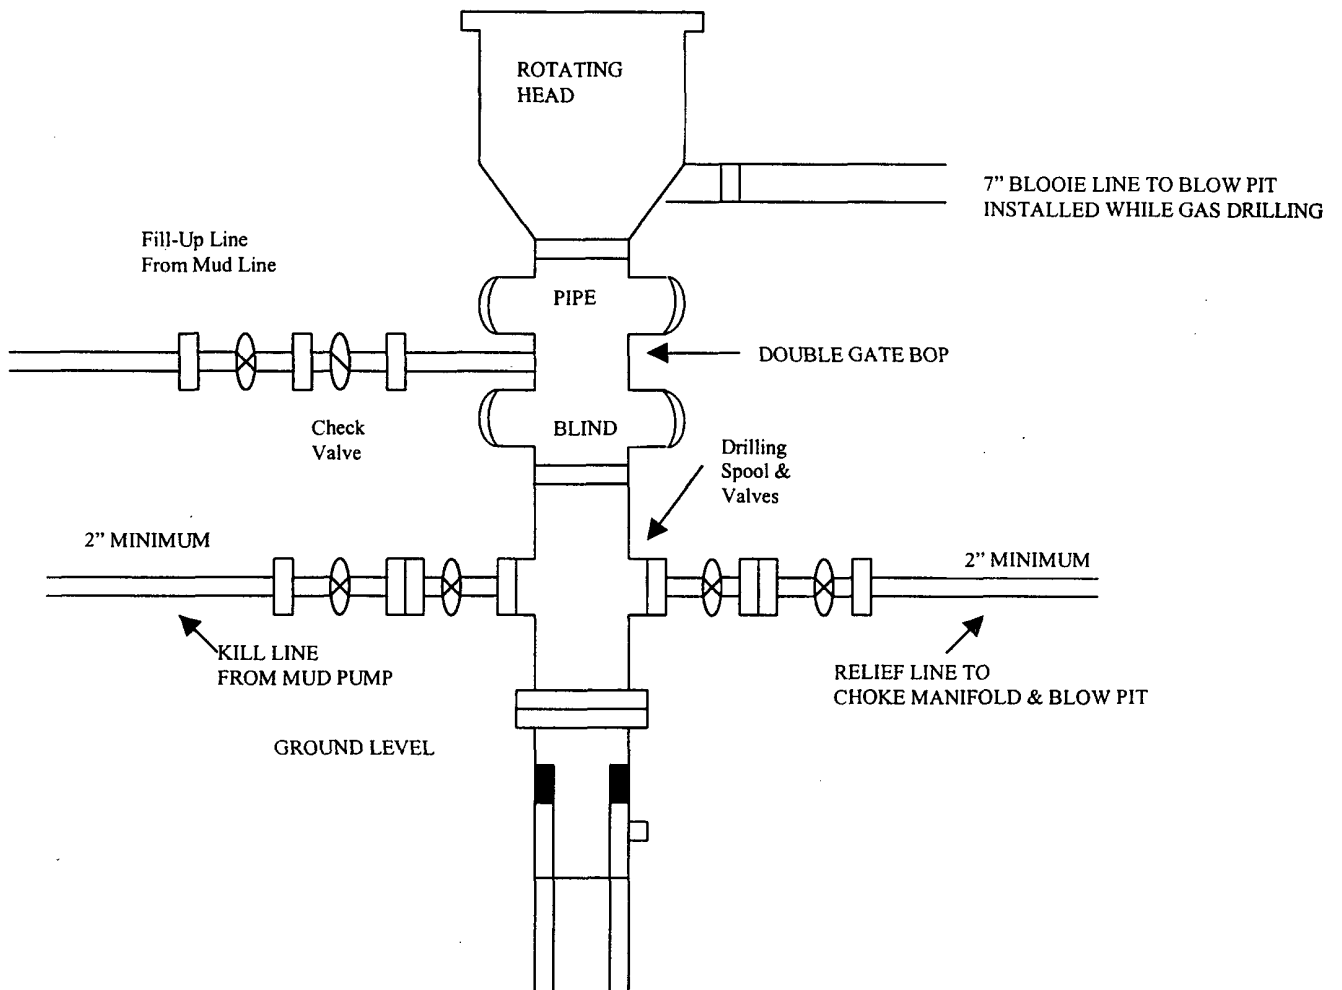 ROTATING
HEAD
7” BLOOIE LINE TO BLOW PIT
INSTALLED WHILE GAS DRILLING
Fill-Up Line
From Mud Line
PIPE
DOUBLE GATE BOP
Check
Valve
BLIND
Drilling
Spool &
Valves
2” MINIMUM
2” MINIMUM
KILL LINE
FROM MUD PUMP
RELIEF LINE TO
CHOKE MANIFOLD & BLOW PIT
GROUND LEVEL